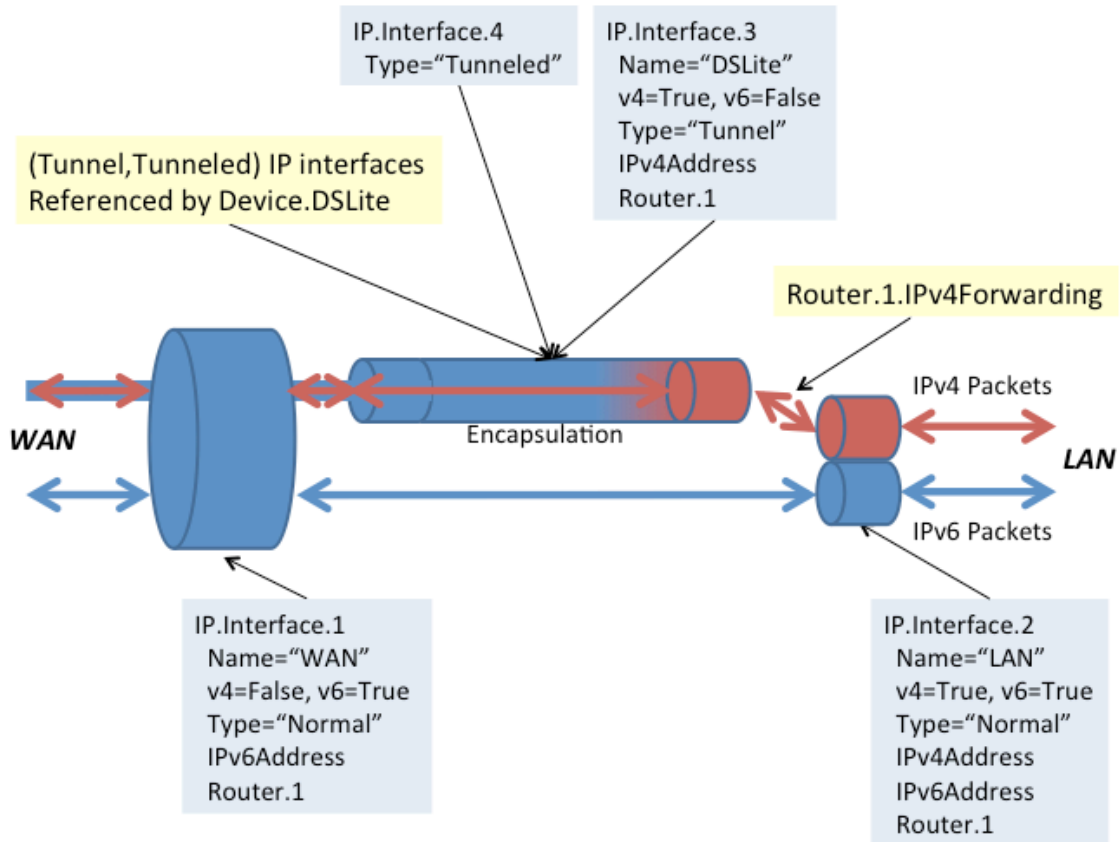 IP.Interface.4
Type=“Tunneled”
IP.Interface.3
Name=“DSLite”
v4=True, v6=False
Type=“Tunnel”
IPv4Address
Router.1
(Tunnel,Tunneled) IP interfaces
Referenced by Device.DSLite
Router.1.IPv4Forwarding
IPv4 Packets
WAN
Encapsulation
LAN
IPv6 Packets
IP.Interface.1
Name=“WAN”
v4=False, v6=True
Type=“Normal”
IPv6Address
Router.1
IP.Interface.2
Name=“LAN”
v4=True, v6=True
Type=“Normal”
IPv4Address
IPv6Address
Router.1